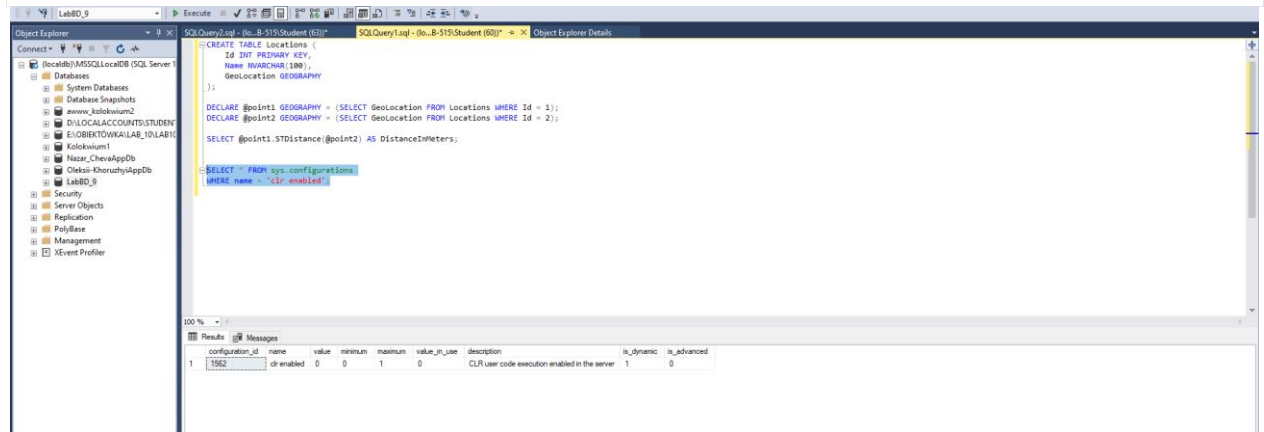 LabBD_9
Execute
Object Explorer
SQLQuery2.sql - (lo...B-515\Student (63))*
SQLQuery1.sql - (lo...B-515\Student (60))*
Object Explorer Details
Connect
(localdb)\MSSQLLocalDB (SQL Server 1
Databases
System Databases
Database Snapshots
awww_kolokwium2
D:\LOCALACCOUNTS\STUDENT
E:\OBIEKTÓWKA\LAB_10\LAB10
Kolokwium1
Nazar_ChevaAppDb
Oleksii-KhoruzhyiAppDb
LabBD_9
Security
Server Objects
Replication
PolyBase
Management
XEvent Profiler
CREATE TABLE Locations (
Id INT PRIMARY KEY,
Name NVARCHAR(100),
GeoLocation GEOGRAPHY
);
DECLARE @point1 GEOGRAPHY = (SELECT GeoLocation FROM Locations WHERE Id = 1);
DECLARE @point2 GEOGRAPHY = (SELECT GeoLocation FROM Locations WHERE Id = 2);
SELECT @point1.STDistance(@point2) AS DistanceInMeters;
SELECT * FROM sys.configurations
WHERE name = 'clr enabled';
100 %
Results Messages
configuration_id name value minimum maximum value_in_use description is_dynamic is_advanced
1 1562 clr enabled 0 0 1 0 CLR user code execution enabled in the server 1 0